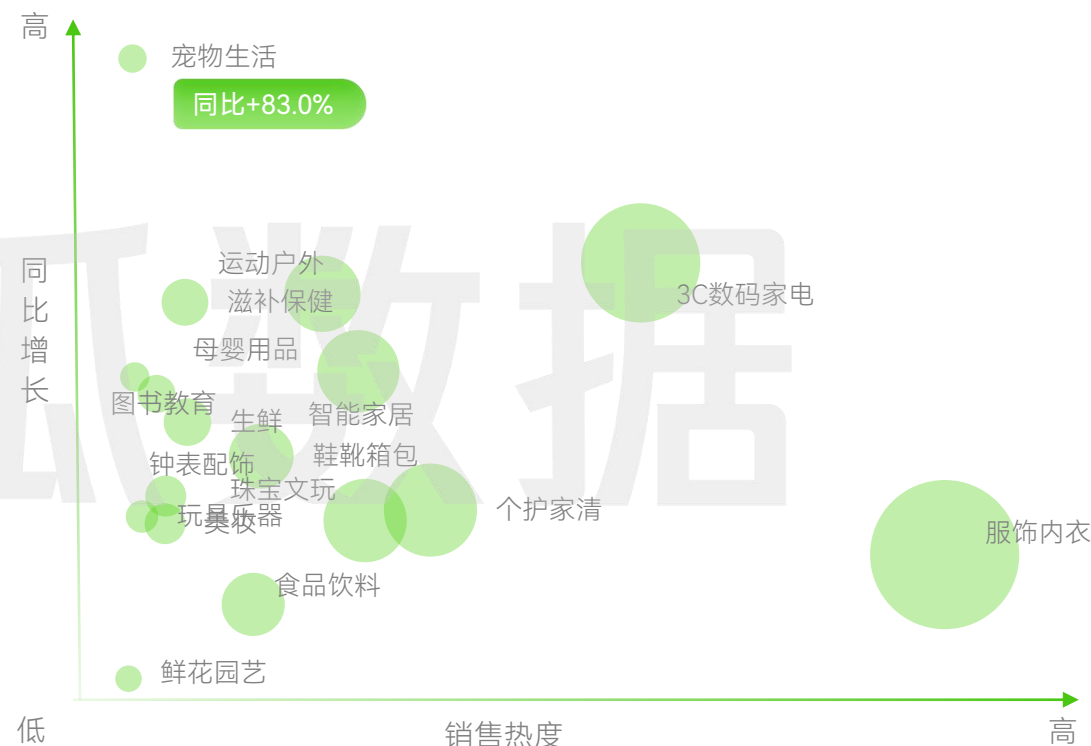 高
宠物生活
同比+83.0%
运动户外
3C数码家电
滋补保健
母婴用品
图书教育
生鲜
智能家居
钟表配饰
鞋靴箱包
珠宝文玩
玩具乐器
美妆
个护家清
服饰内衣
食品饮料
鲜花园艺
同比增长
低
销售热度
高
瓜数据